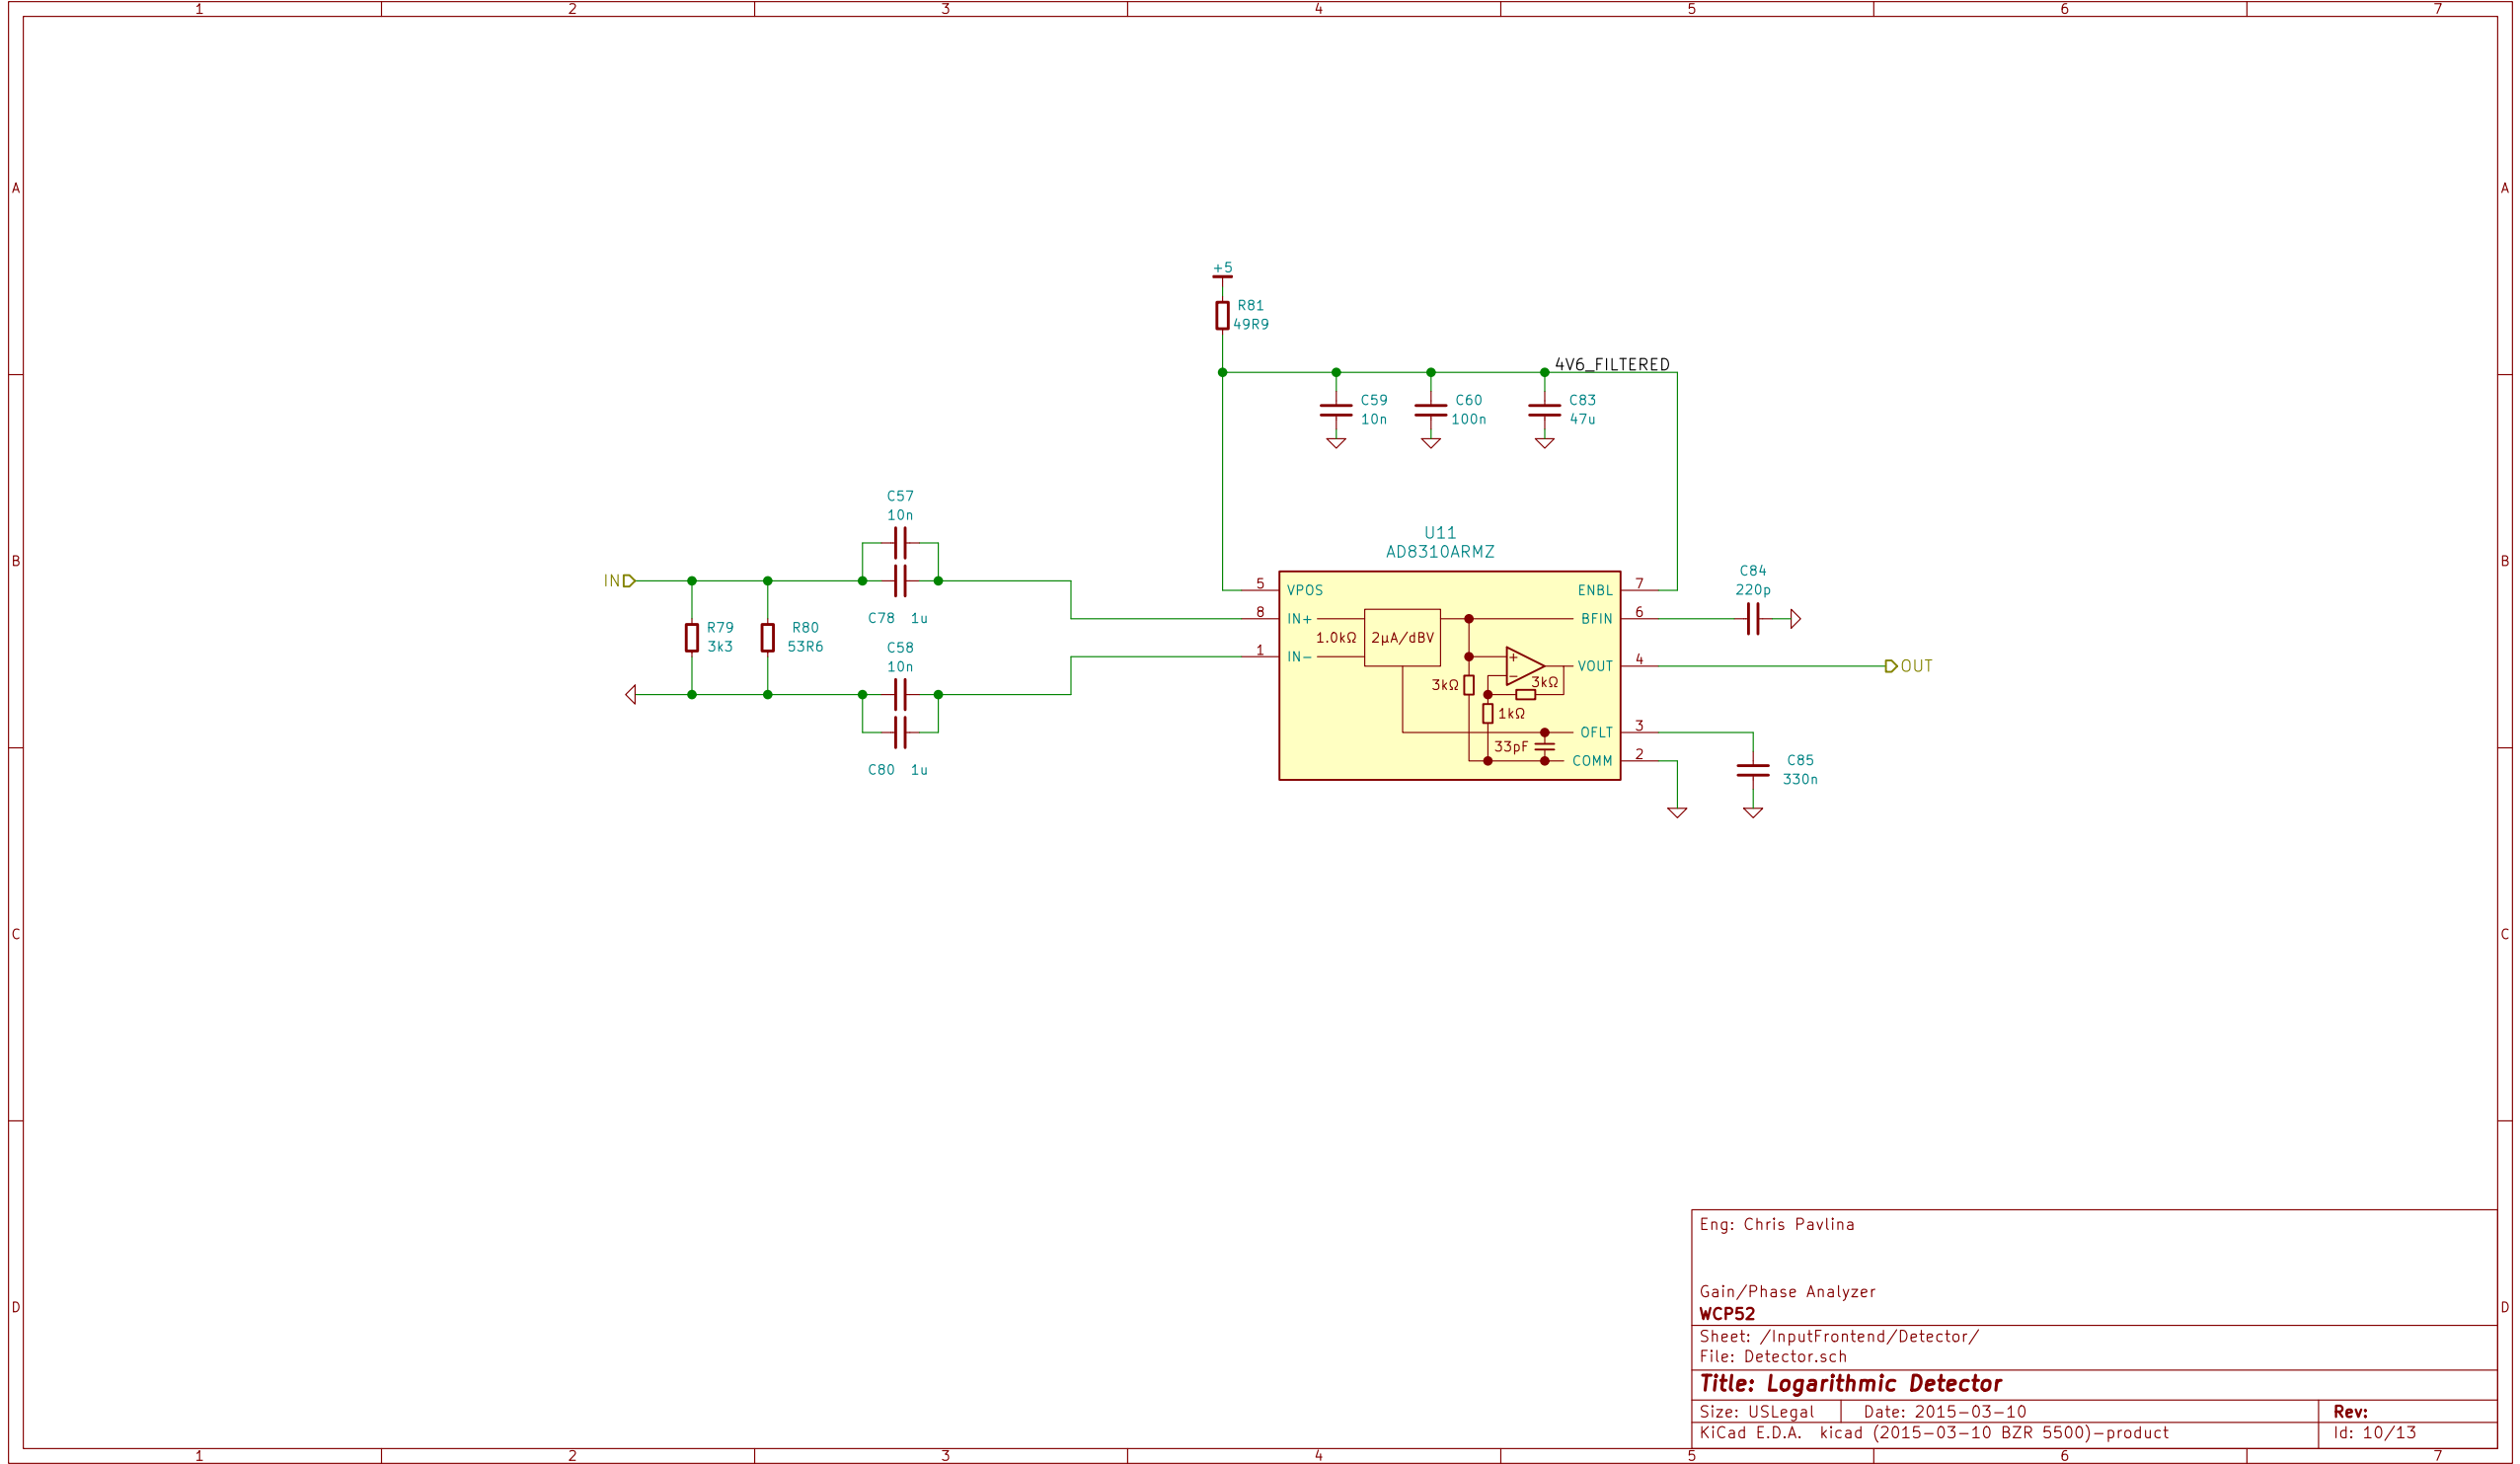 1 2 3 4 5 6 7
A A
+5
R81
49R9
4V6_FILTERED
C59 C60 C83
10n 100n 47u
C57
10n
U11
AD8310ARMZ
B B
IN
C84
220p
5 VPOS ENBL 7
8 IN+ BFIN 6
C78 1u
R79 R80
3k3 53R6
1.0kΩ 2µA/dBV
C58
10n
1 IN- + VOUT 4 OUT
-
3kΩ 3kΩ
1kΩ
OFLT 3
33pF
COMM 2
C80 1u
C85
330n
C C
Eng: Chris Pavlina
Gain/Phase Analyzer
D D
WCP52
Sheet: /InputFrontend/Detector/
File: Detector.sch
Title: Logarithmic Detector
Size: USLegal Date: 2015-03-10 Rev:
KiCad E.D.A. kicad (2015-03-10 BZR 5500)-product Id: 10/13
1 2 3 4 5 6 7